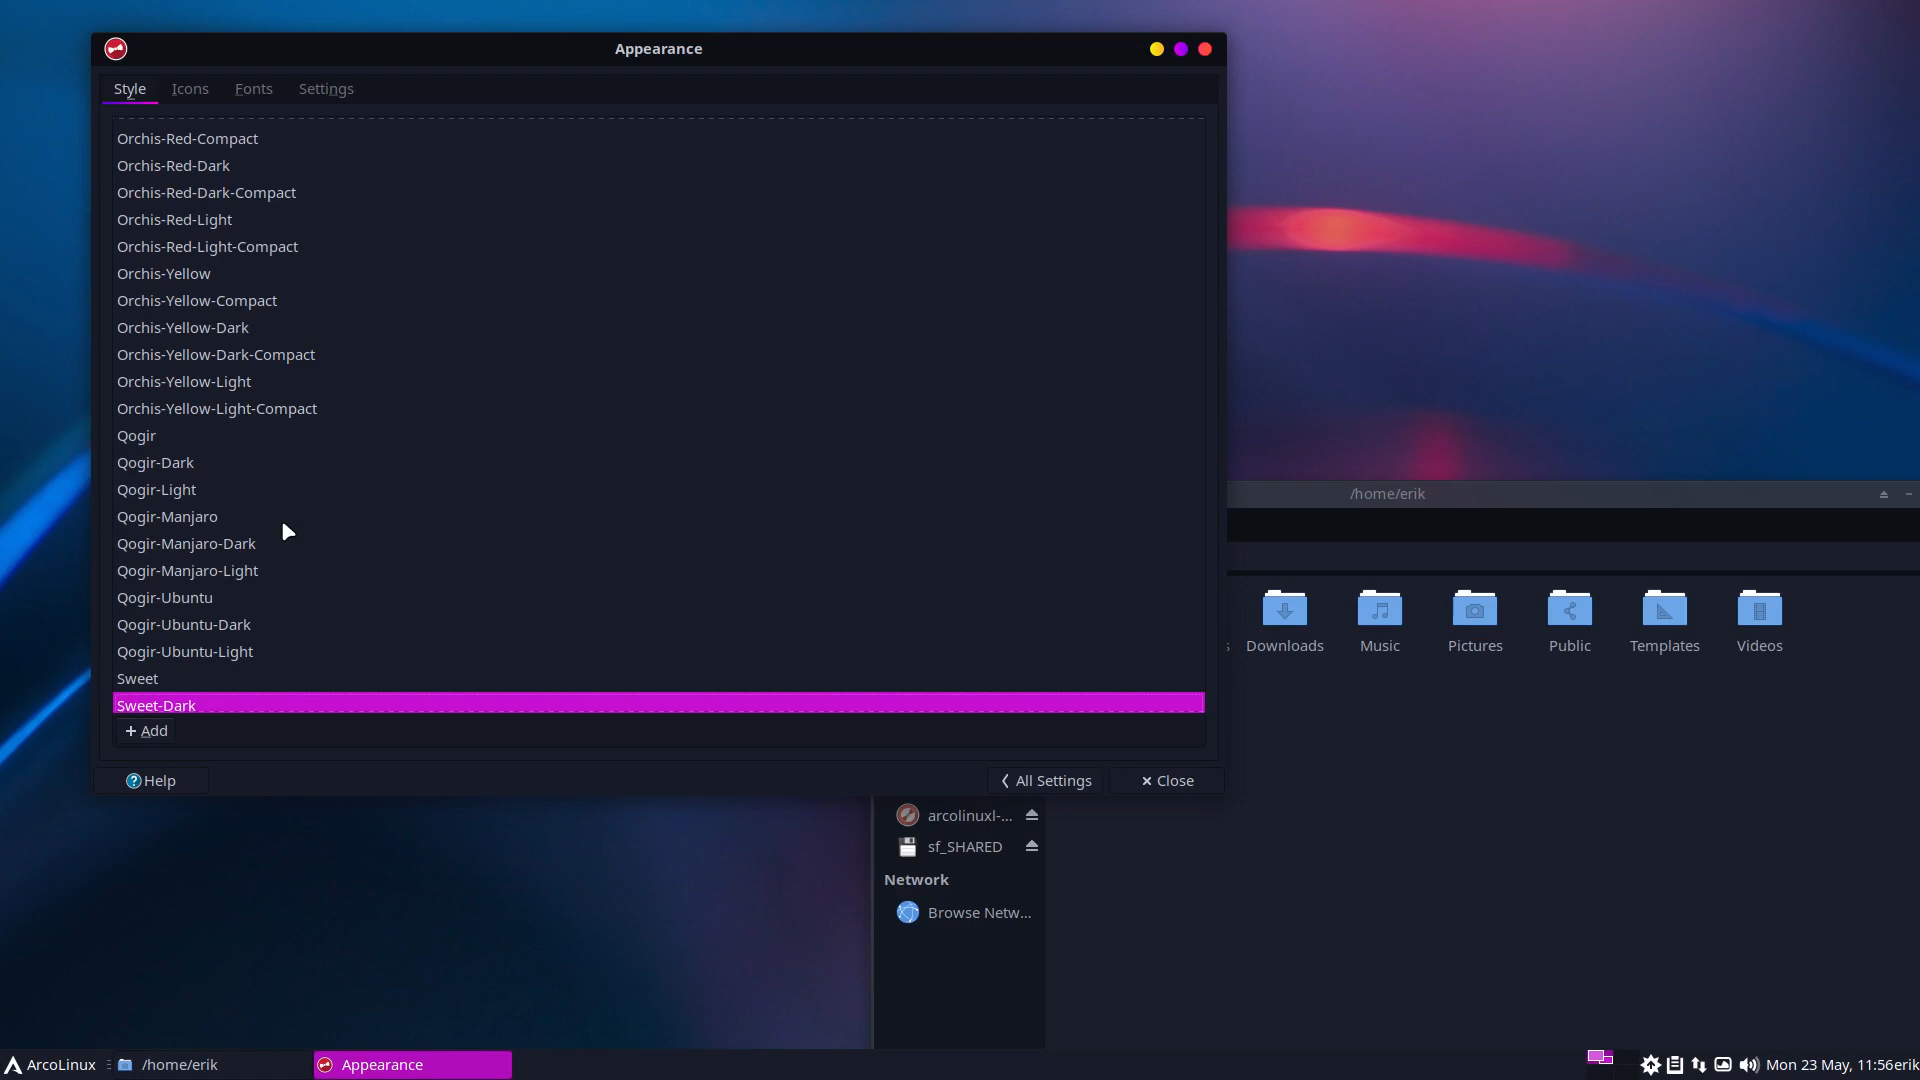 Appearance
Style
Icons
Fonts
Settings
Orchis-Red-Compact
Orchis-Red-Dark
Orchis-Red-Dark-Compact
Orchis-Red-Light
Orchis-Red-Light-Compact
Orchis-Yellow
Orchis-Yellow-Compact
Orchis-Yellow-Dark
Orchis-Yellow-Dark-Compact
Orchis-Yellow-Light
Orchis-Yellow-Light-Compact
Qogir
Qogir-Dark
Qogir-Light
Qogir-Manjaro
Qogir-Manjaro-Dark
Qogir-Manjaro-Light
Qogir-Ubuntu
Qogir-Ubuntu-Dark
Qogir-Ubuntu-Light
Sweet
Sweet-Dark
+ Add
Help
All Settings
Close
/home/erik
s
Downloads
Music
Pictures
Public
Templates
Videos
arcolinuxl-...
sf_SHARED
Network
Browse Netw...
ArcoLinux
/home/erik
Appearance
Mon 23 May, 11:56
erik